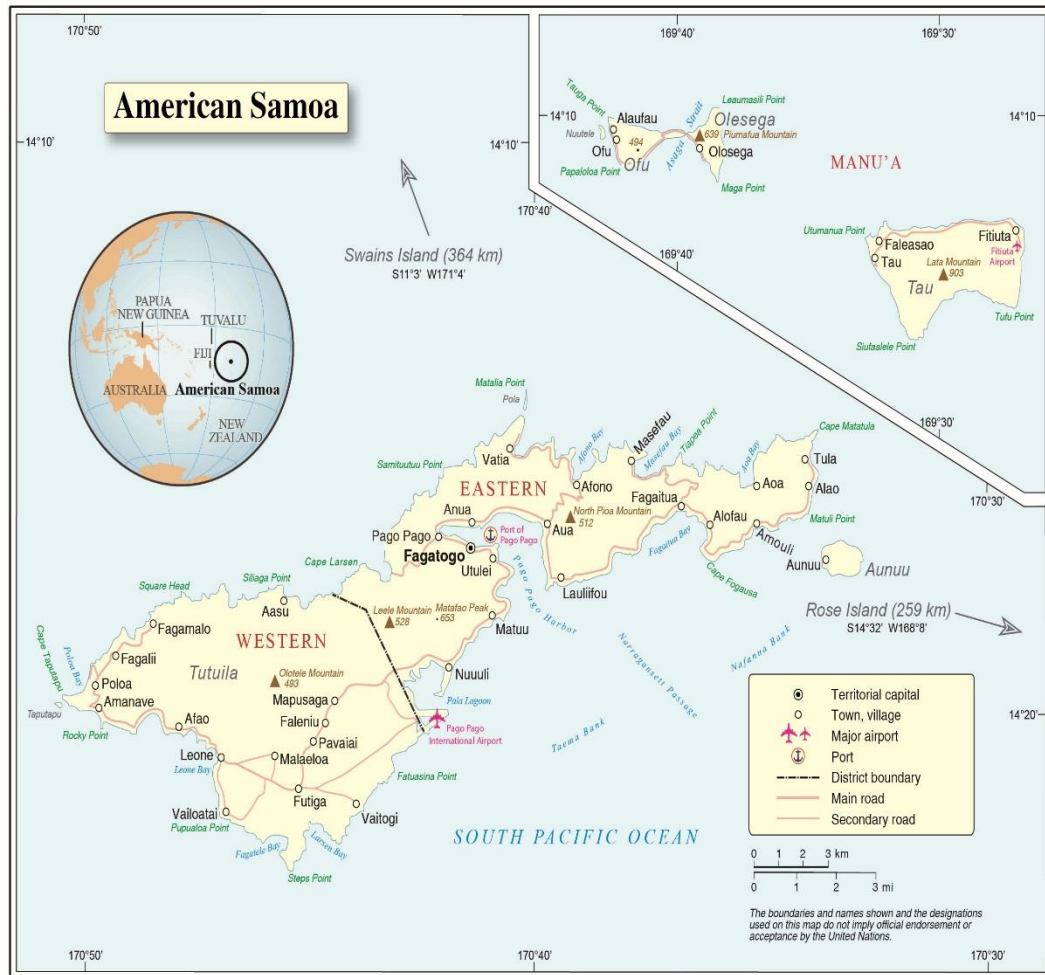 170°50'
169°40'
169°30'
American Samoa
14°10'
14°10'
14°10'
Tauga Point
Alaufau
Nuutele
Ofu
494
Ofu
Papaloloa Point
Asaga Strait
Leaumasili Point
Olesega
639 Piumafua Mountain
Olosega
Maga Point
MANU'A
170°40'
169°40'
Swains Island (364 km)
S11°3' W171°4'
Utumanua Point
Faleasao
Tau
Fitiuta
Fitiuta
Airport
Lata Mountain
903
Tau
Tufu Point
Siufaalele Point
169°30'
PAPUA
NEW GUINEA
TUVALU
FIJI
American Samoa
AUSTRALIA
NEW
ZEALAND
Matalia Point
Pola
Vatia
Samituutuu Point
Afono Bay
Masefau
Masefau Bay
Tiapee Point
Aoa Bay
Cape Matatula
Tula
EASTERN
Afono
Fagaitua
Aoa
Alao
170°30'
Anua
North Pioa Mountain
512
Aua
Alofau
Matuli Point
Pago Pago
Port of
Pago Pago
Fagatogo
Utulei
Fagaitua Bay
Amouli
Cape Fogausa
Aunuu
Aunuu
Lauliifou
Pago Pago Harbor
Cape Larsen
Siliaga Point
Square Head
Aasu
Leele Mountain
528
Matafao Peak
653
Matuu
Rose Island (259 km)
S14°32' W168°8'
Fagamalo
WESTERN
Narragansett Passage
Nafanna Bank
Cape Taputapu
Poloa Bay
Fagalii
Tutuila
Olotele Mountain
493
Nuuuli
Poloa
Amanave
Taputapu
Mapusaga
Pala Lagoon
Rocky Point
Afao
Faleniu
Pago Pago
International Airport
Taema Bank
14°20'
Pavaiai
Leone
Leone Bay
Malaeloa
Fatuasina Point
Futiga
Vailoatai
Vaitogi
Pupualoa Point
Fagatele Bay
Larsen Bay
Steps Point
SOUTH PACIFIC OCEAN
Territorial capital
Town, village
Major airport
Port
District boundary
Main road
Secondary road
0 1 2 3 km
0 1 2 3 mi
The boundaries and names shown and the designations
used on this map do not imply official endorsement or
acceptance by the United Nations.
170°50'
170°40'
170°30'